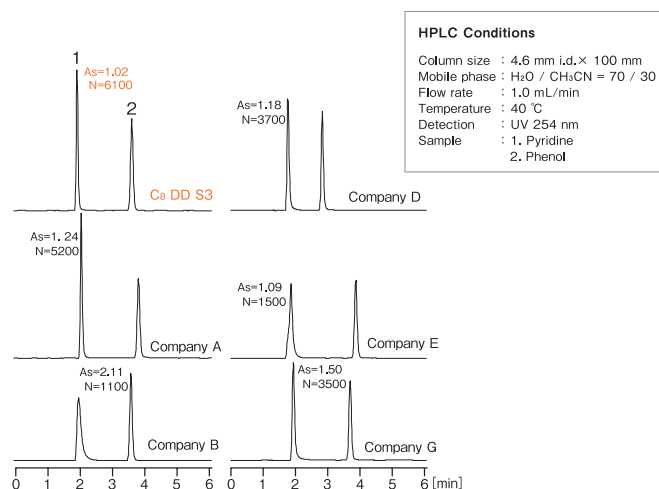 HPLC Conditions
Column size : 4.6 mm i.d. × 100 mm
Mobile phase : H₂O / CH₃CN = 70 / 30
Flow rate : 1.0 mL/min
Temperature : 40 ℃
Detection : UV 254 nm
Sample : 1. Pyridine
2. Phenol
1
As=1.02
N=6100
2
C₈ DD S3
As=1.18
N=3700
Company D
As=1. 24
N=5200
Company A
As=1.09
N=1500
Company E
As=2.11
N=1100
Company B
As=1.50
N=3500
Company G
0 1 2 3 4 5 6
0 1 2 3 4 5 6 [min]